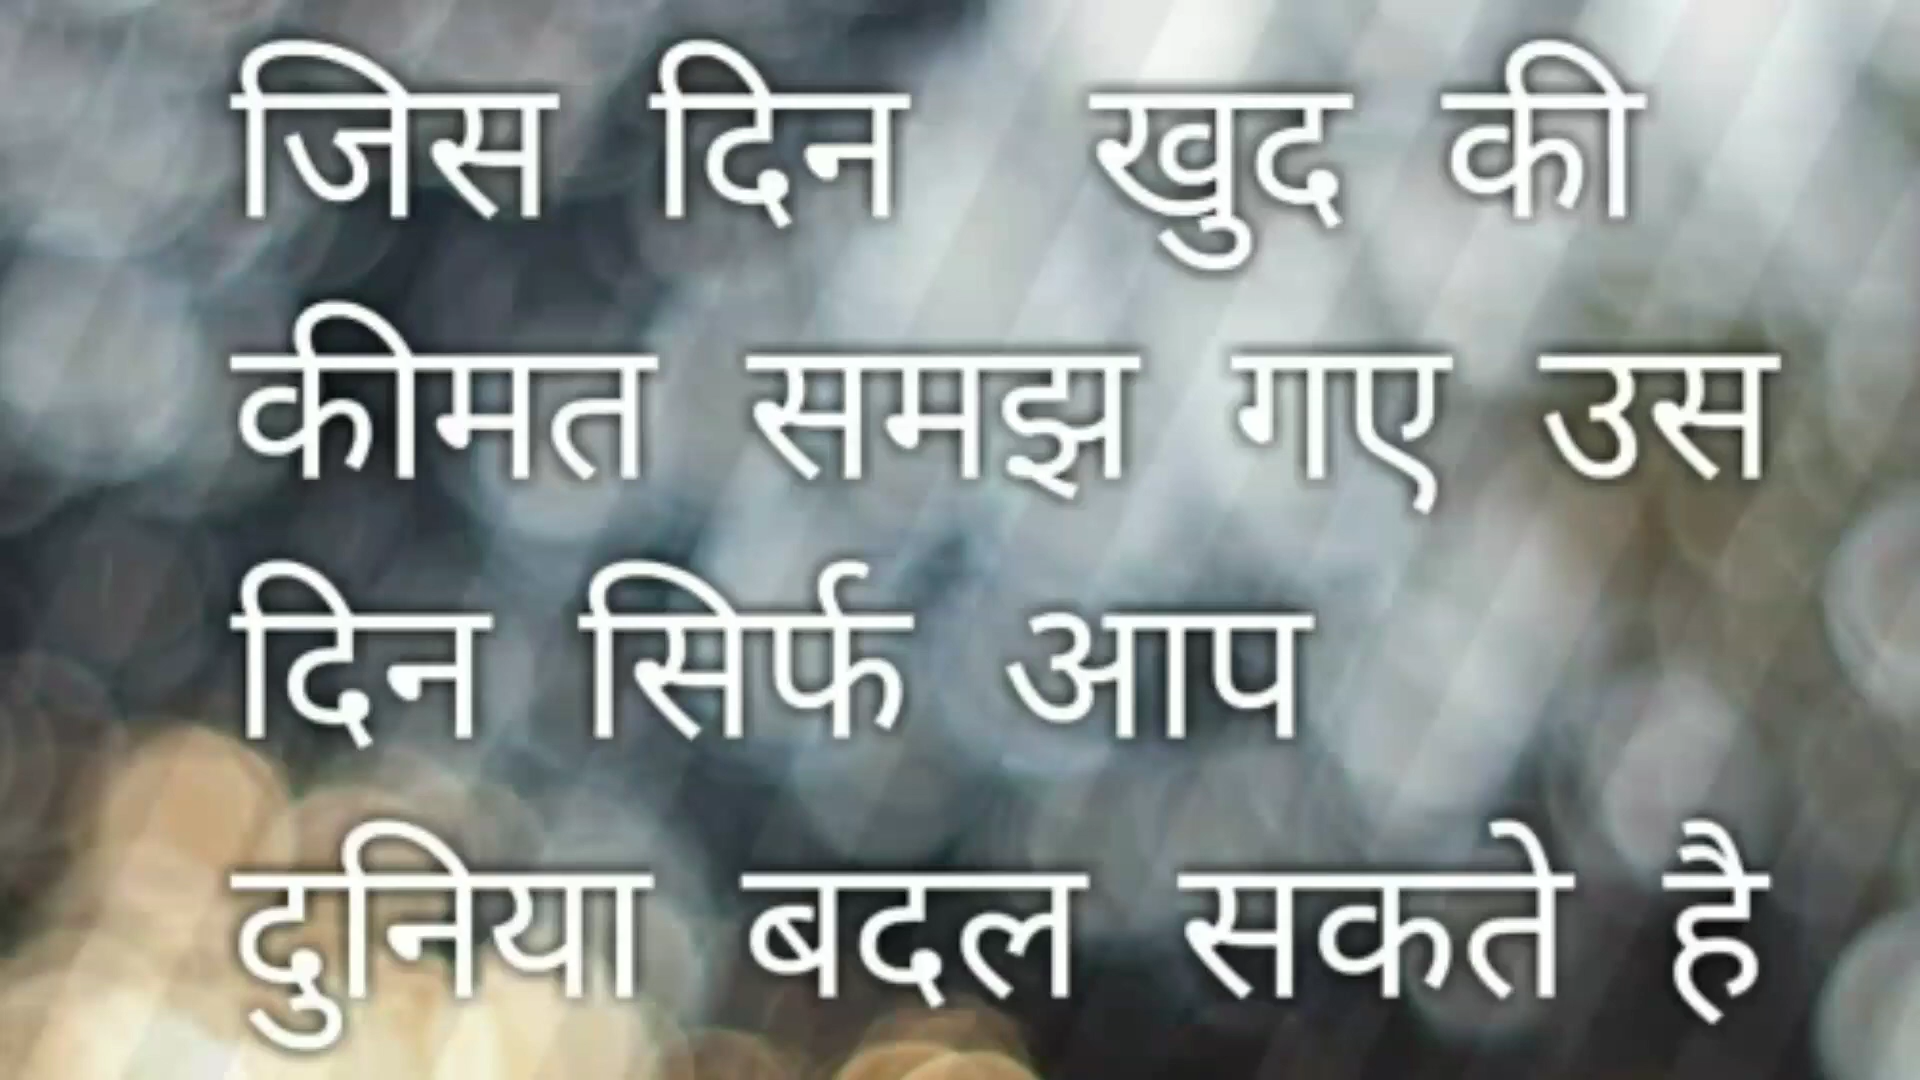 जिस दिन खुद की
कीमत समझ गए उस
दिन सिर्फ आप
दुनिया बदल सकते है